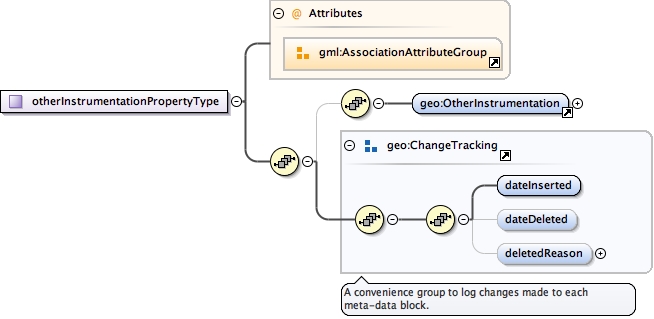 @ Attributes
gml:AssociationAttributeGroup
otherInstrumentationPropertyType
geo:OtherInstrumentation
geo:ChangeTracking
dateInserted
dateDeleted
deletedReason
A convenience group to log changes made to each
meta-data block.